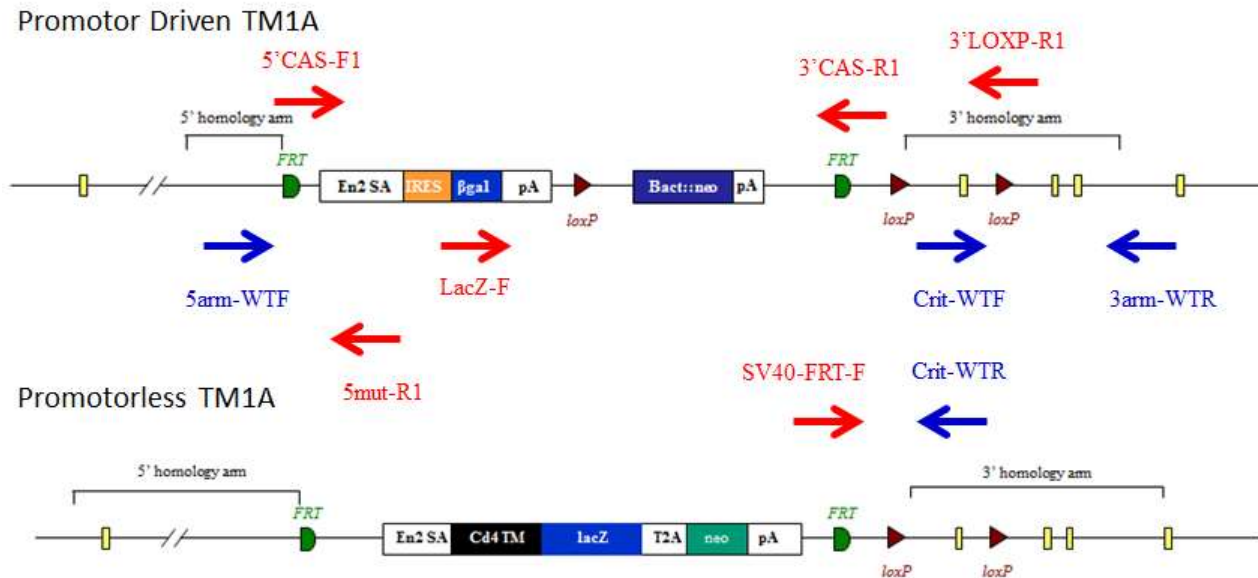 Promotor Driven TM1A
5'CAS-F1
3'LOXP-R1
3'CAS-R1
5' homology arm
3' homology arm
FRT
FRT
En2 SA IRES βgal pA
Bact::neo pA
loxP
loxP
loxP
5arm-WTF
LacZ-F
Crit-WTF
3arm-WTR
5mut-R1
SV40-FRT-F
Crit-WTR
Promotorless TM1A
5' homology arm
3' homology arm
FRT
FRT
En2 SA Cd4 TM lacZ T2A neo pA
loxP
loxP